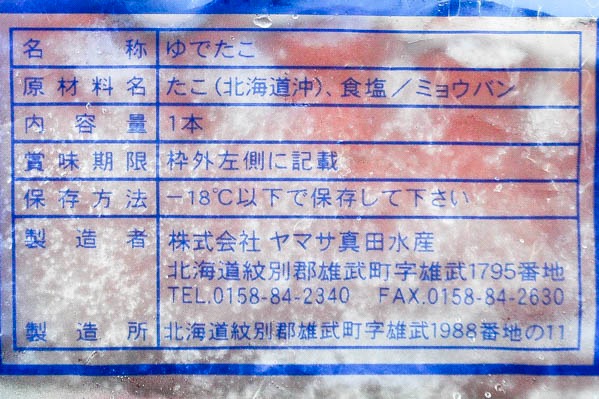 名称 ゆでたこ
原材料名 たこ（北海道沖）、食塩／ミョウバン
内容量 1本
賞味期限 枠外左側に記載
保存方法 －18℃以下で保存して下さい
製造者 株式会社 ヤマサ真田水産
北海道紋別郡雄武町字雄武1795番地
TEL.0158-84-2340 FAX.0158-84-2630
製造所 北海道紋別郡雄武町字雄武1988番地の11